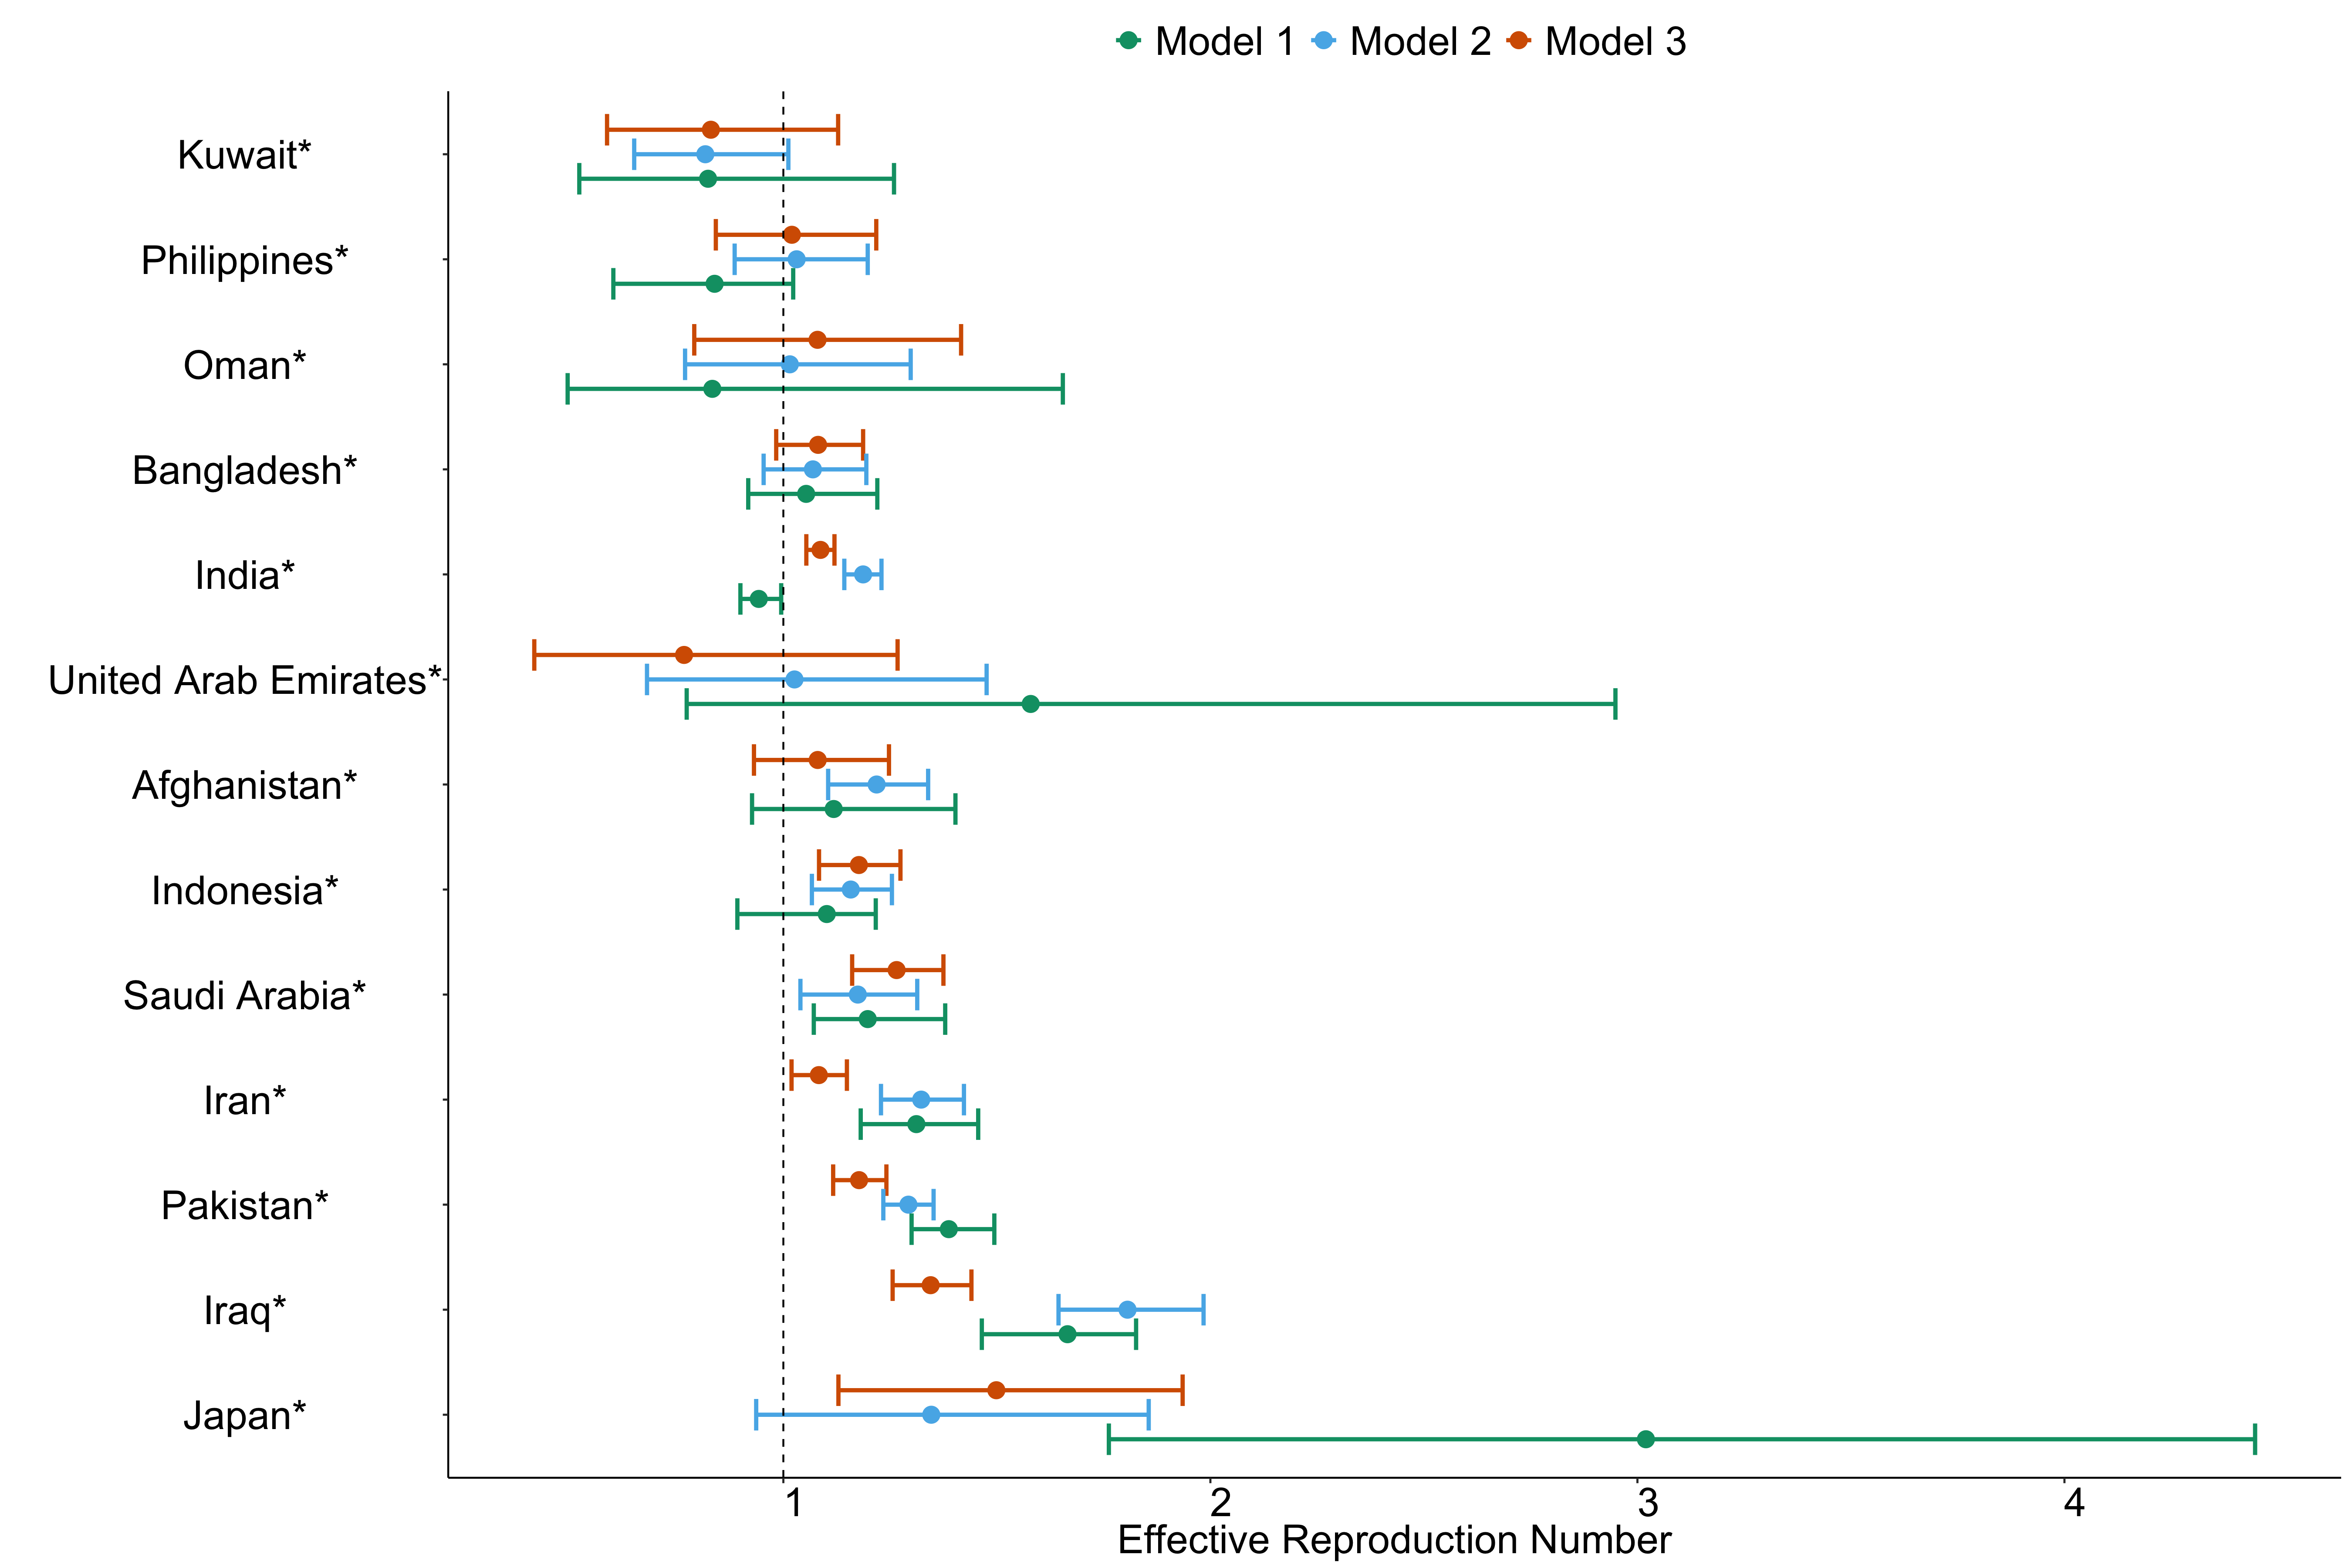 Model 1 Model 2 Model 3
Kuwait*
Philippines*
Oman*
Bangladesh*
India*
United Arab Emirates*
Afghanistan*
Indonesia*
Saudi Arabia*
Iran*
Pakistan*
Iraq*
Japan*
1 2 3 4
Effective Reproduction Number